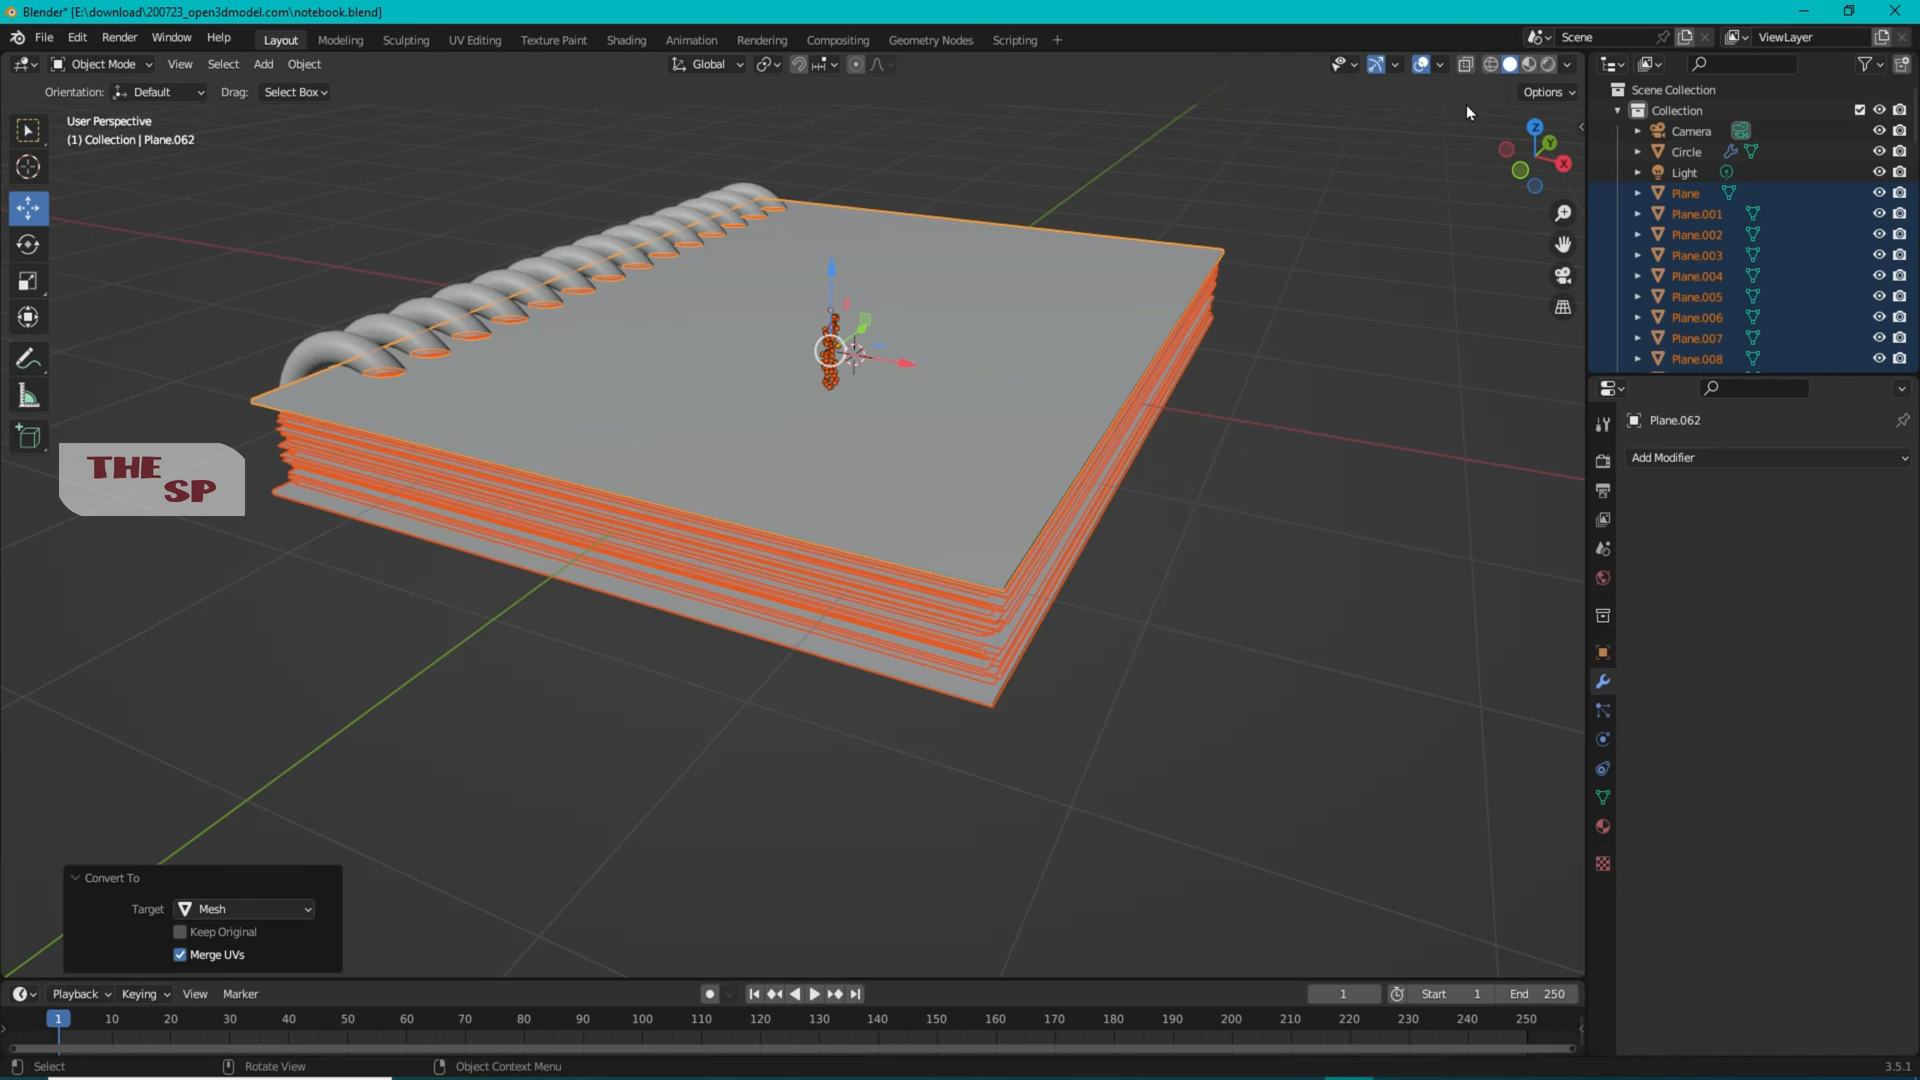 Blender* [E:\download\200723_open3dmodel.com\notebook.blend]
File Edit Render Window Help Layout Modeling Sculpting UV Editing Texture Paint Shading Animation Rendering Compositing Geometry Nodes Scripting + Scene ViewLayer
Object Mode View Select Add Object Global
Orientation: Default Drag: Select Box Options
User Perspective
(1) Collection | Plane.062
Scene Collection
Collection
Camera
Circle
Light
Plane
Plane.001
Plane.002
Plane.003
Plane.004
Plane.005
Plane.006
Plane.007
Plane.008
Plane.062
Add Modifier
Z
Y
X
THE
SP
Convert To
Target Mesh
Keep Original
Merge UVs
Playback Keying View Marker 1 Start 1 End 250
1 10 20 30 40 50 60 70 80 90 100 110 120 130 140 150 160 170 180 190 200 210 220 230 240 250
Select Rotate View Object Context Menu 3.5.1